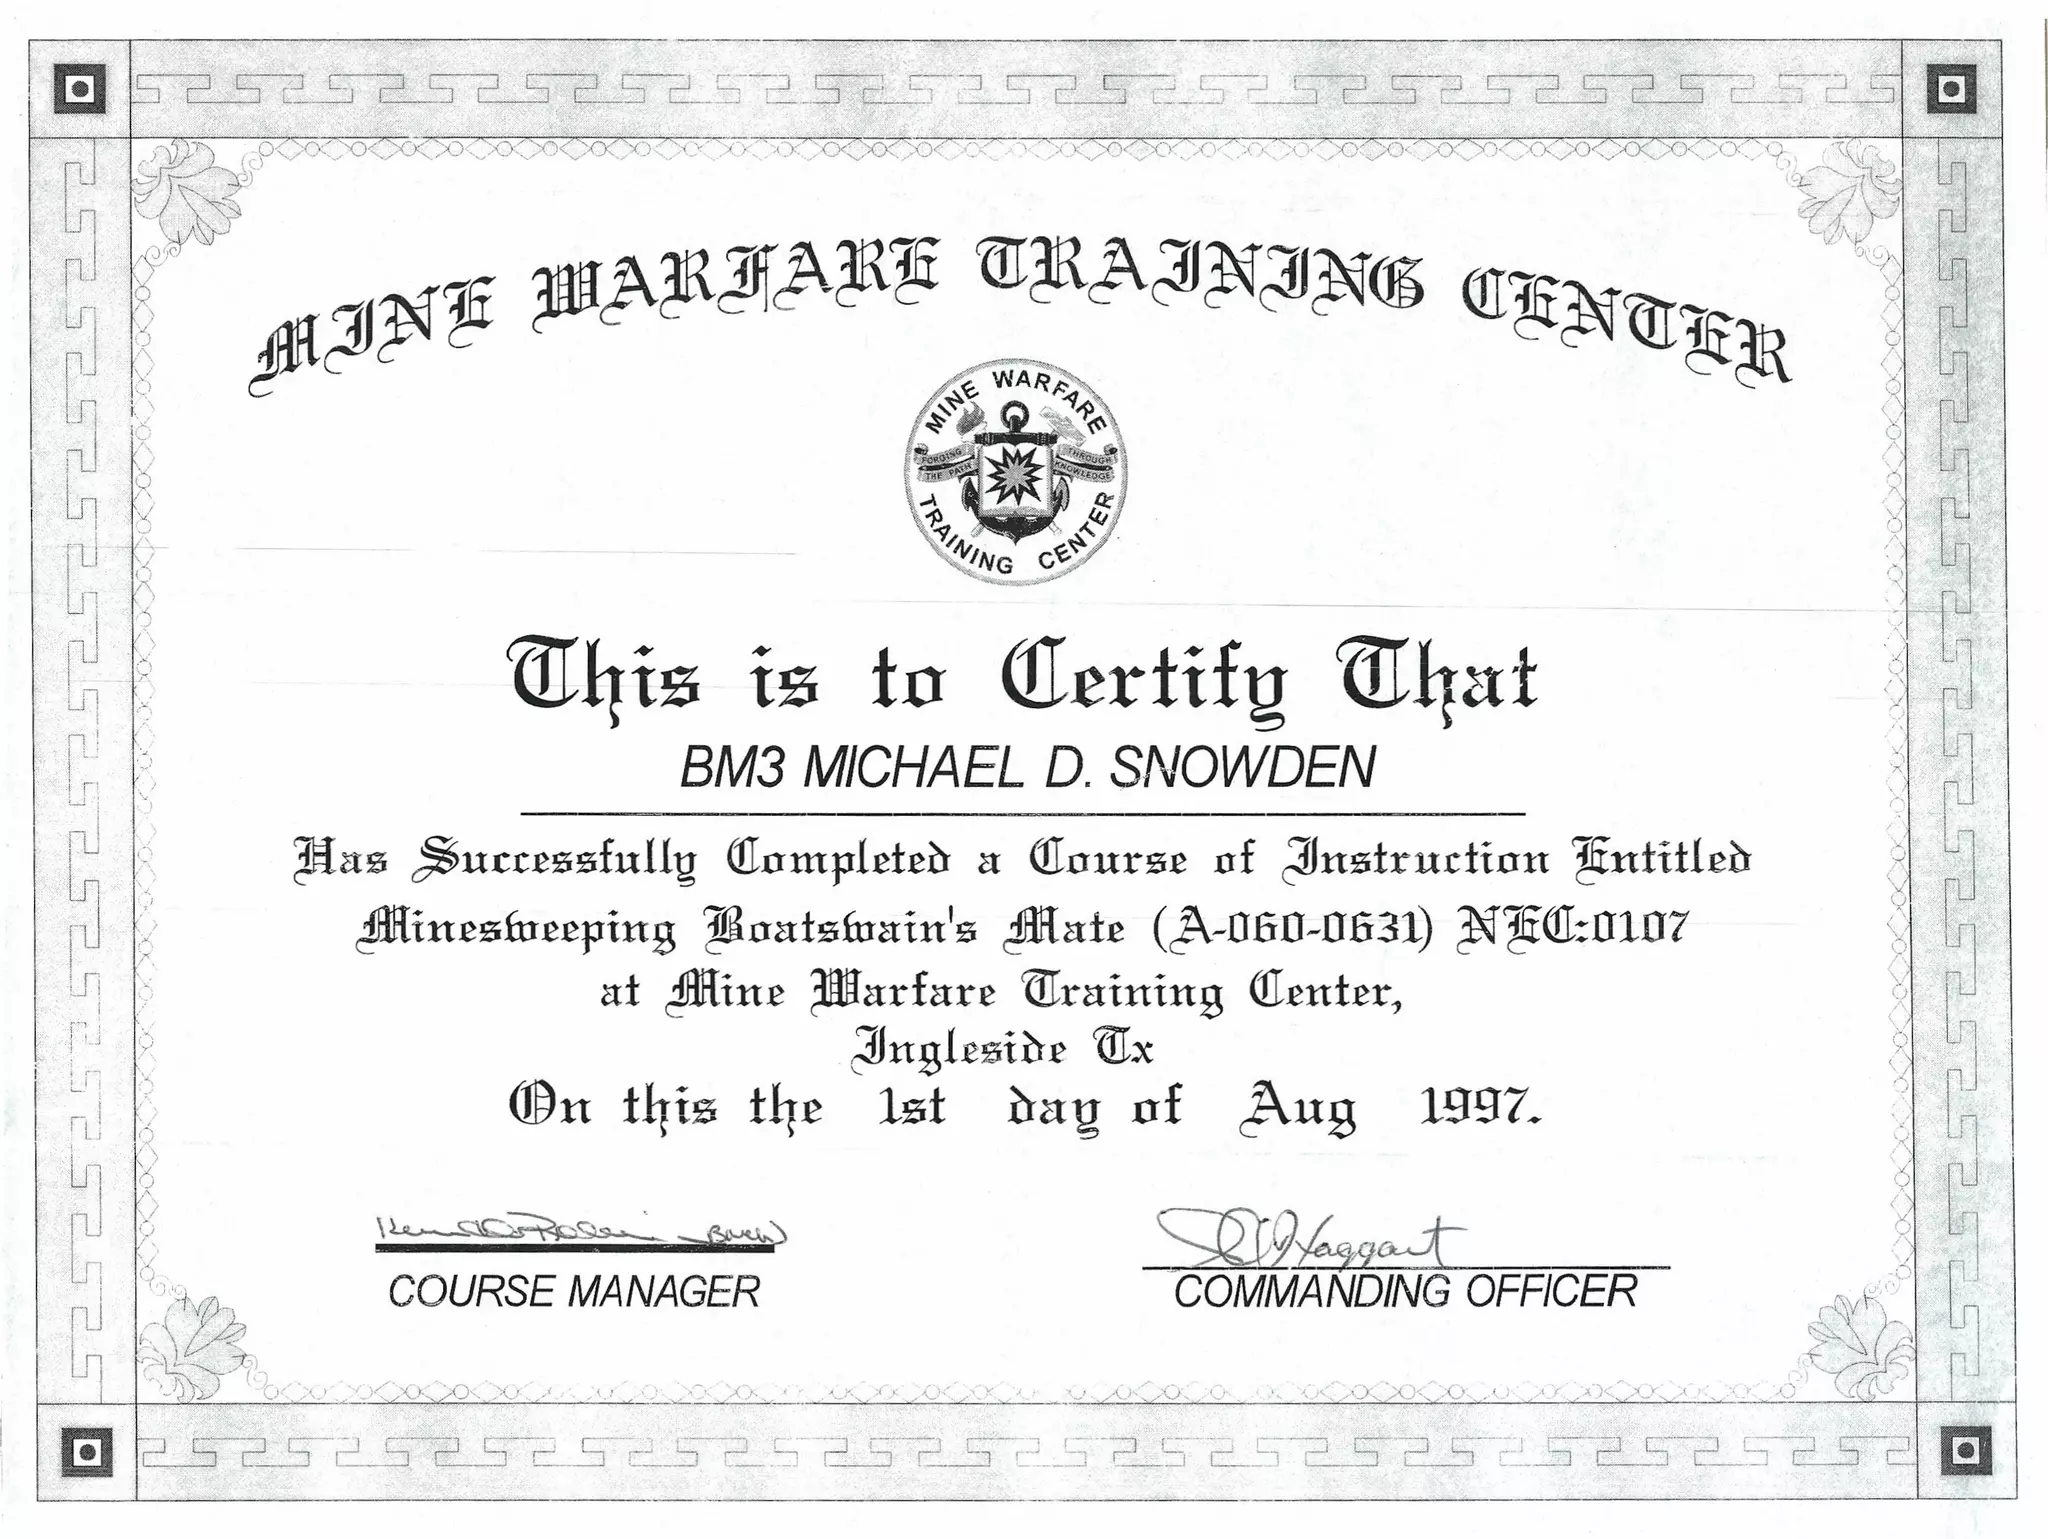 MINE WARFARE TRAINING CENTER
MINE WARFARE
FORGING THROUGH
THE PATH KNOWLEDGE
TRAINING CENTER
This is to Certify That
BM3 MICHAEL D. SNOWDEN
Has Successfully Completed a Course of Instruction Entitled
Minesweeping Boatswain's Mate (A-060-0631) NEC:0107
at Mine Warfare Training Center,
Ingleside Tx
On this the 1st day of Aug 1997.
Haggart
COURSE MANAGER COMMANDING OFFICER